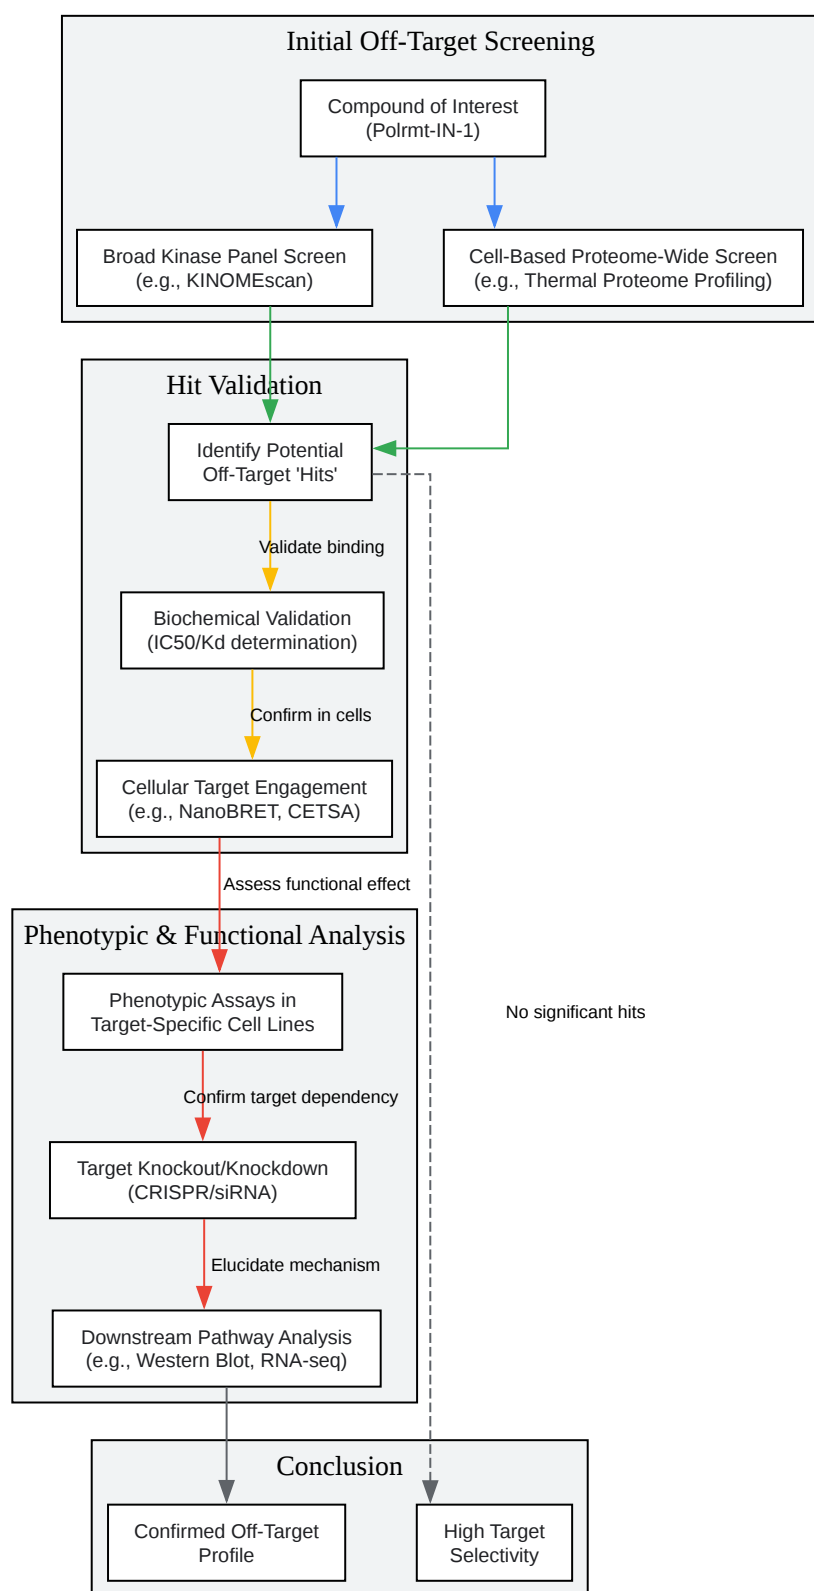 Initial Off-Target Screening
Compound of Interest
(Polrmt-IN-1)
Broad Kinase Panel Screen
(e.g., KINOMEscan)
Cell-Based Proteome-Wide Screen
(e.g., Thermal Proteome Profiling)
Hit Validation
Identify Potential
Off-Target 'Hits'
Validate binding
Biochemical Validation
(IC50/Kd determination)
Confirm in cells
Cellular Target Engagement
(e.g., NanoBRET, CETSA)
Assess functional effect
Phenotypic & Functional Analysis
Phenotypic Assays in
Target-Specific Cell Lines
No significant hits
Confirm target dependency
Target Knockout/Knockdown
(CRISPR/siRNA)
Elucidate mechanism
Downstream Pathway Analysis
(e.g., Western Blot, RNA-seq)
Conclusion
Confirmed Off-Target
Profile
High Target
Selectivity